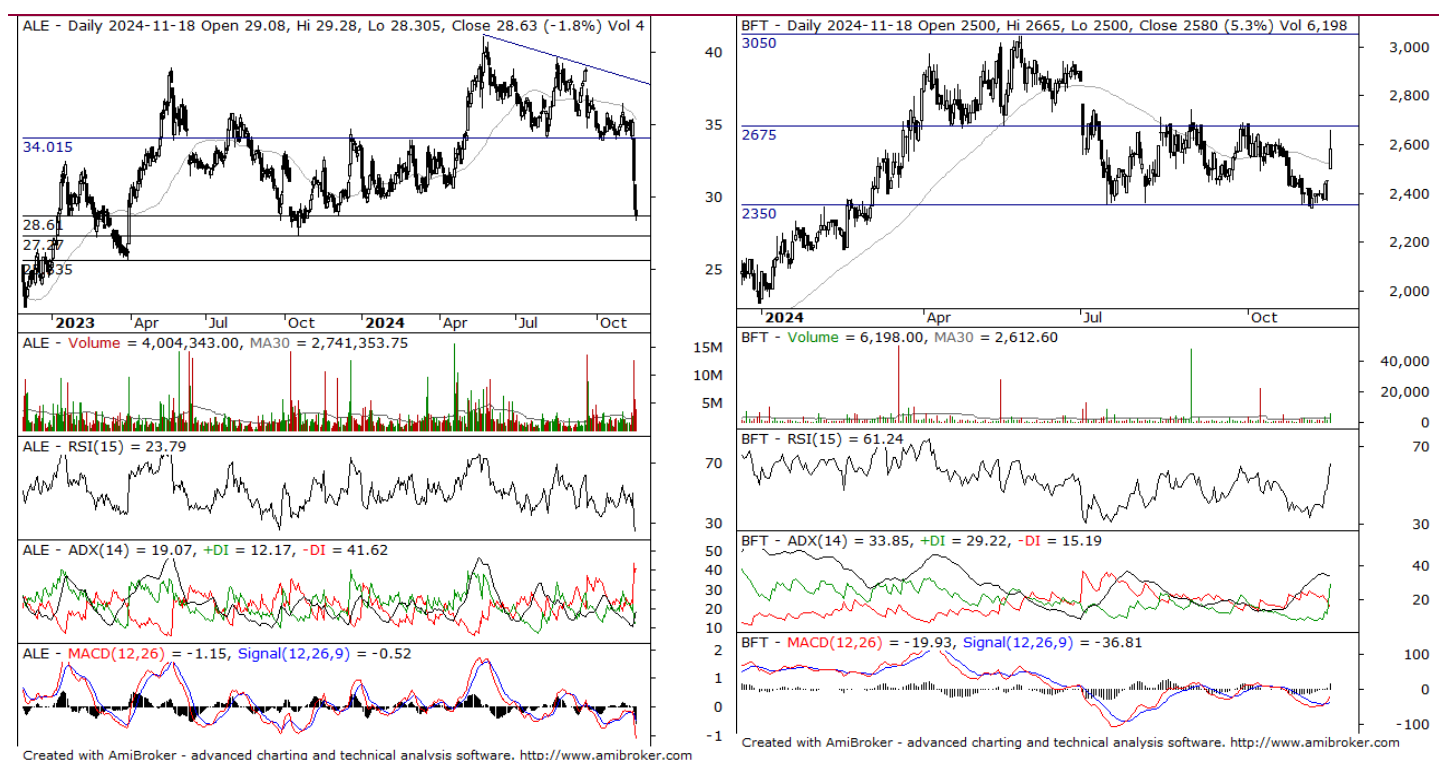 ALE - Daily 2024-11-18 Open 29.08, Hi 29.28, Lo 28.305, Close 28.63 (-1.8%) Vol 4
40
35
34.015
30
28.61
27.27
25
2023 Apr Jul Oct 2024 Apr Jul Oct
ALE - Volume = 4,004,343.00, MA30 = 2,741,353.75
15M
10M
5M
ALE - RSI(15) = 23.79
70
30
ALE - ADX(14) = 19.07, +DI = 12.17, -DI = 41.62
50
40
30
20
10
ALE - MACD(12,26) = -1.15, Signal(12,26,9) = -0.52
2
1
0
-1
Created with AmiBroker - advanced charting and technical analysis software. http://www.amibroker.com
BFT - Daily 2024-11-18 Open 2500, Hi 2665, Lo 2500, Close 2580 (5.3%) Vol 6,198
3050
3,000
2,800
2675
2,600
2,400
2350
2,200
2,000
2024 Apr Jul Oct
BFT - Volume = 6,198.00, MA30 = 2,612.60
40,000
20,000
0
BFT - RSI(15) = 61.24
70
30
BFT - ADX(14) = 33.85, +DI = 29.22, -DI = 15.19
40
20
BFT - MACD(12,26) = -19.93, Signal(12,26,9) = -36.81
100
0
-100
Created with AmiBroker - advanced charting and technical analysis software. http://www.amibroker.com